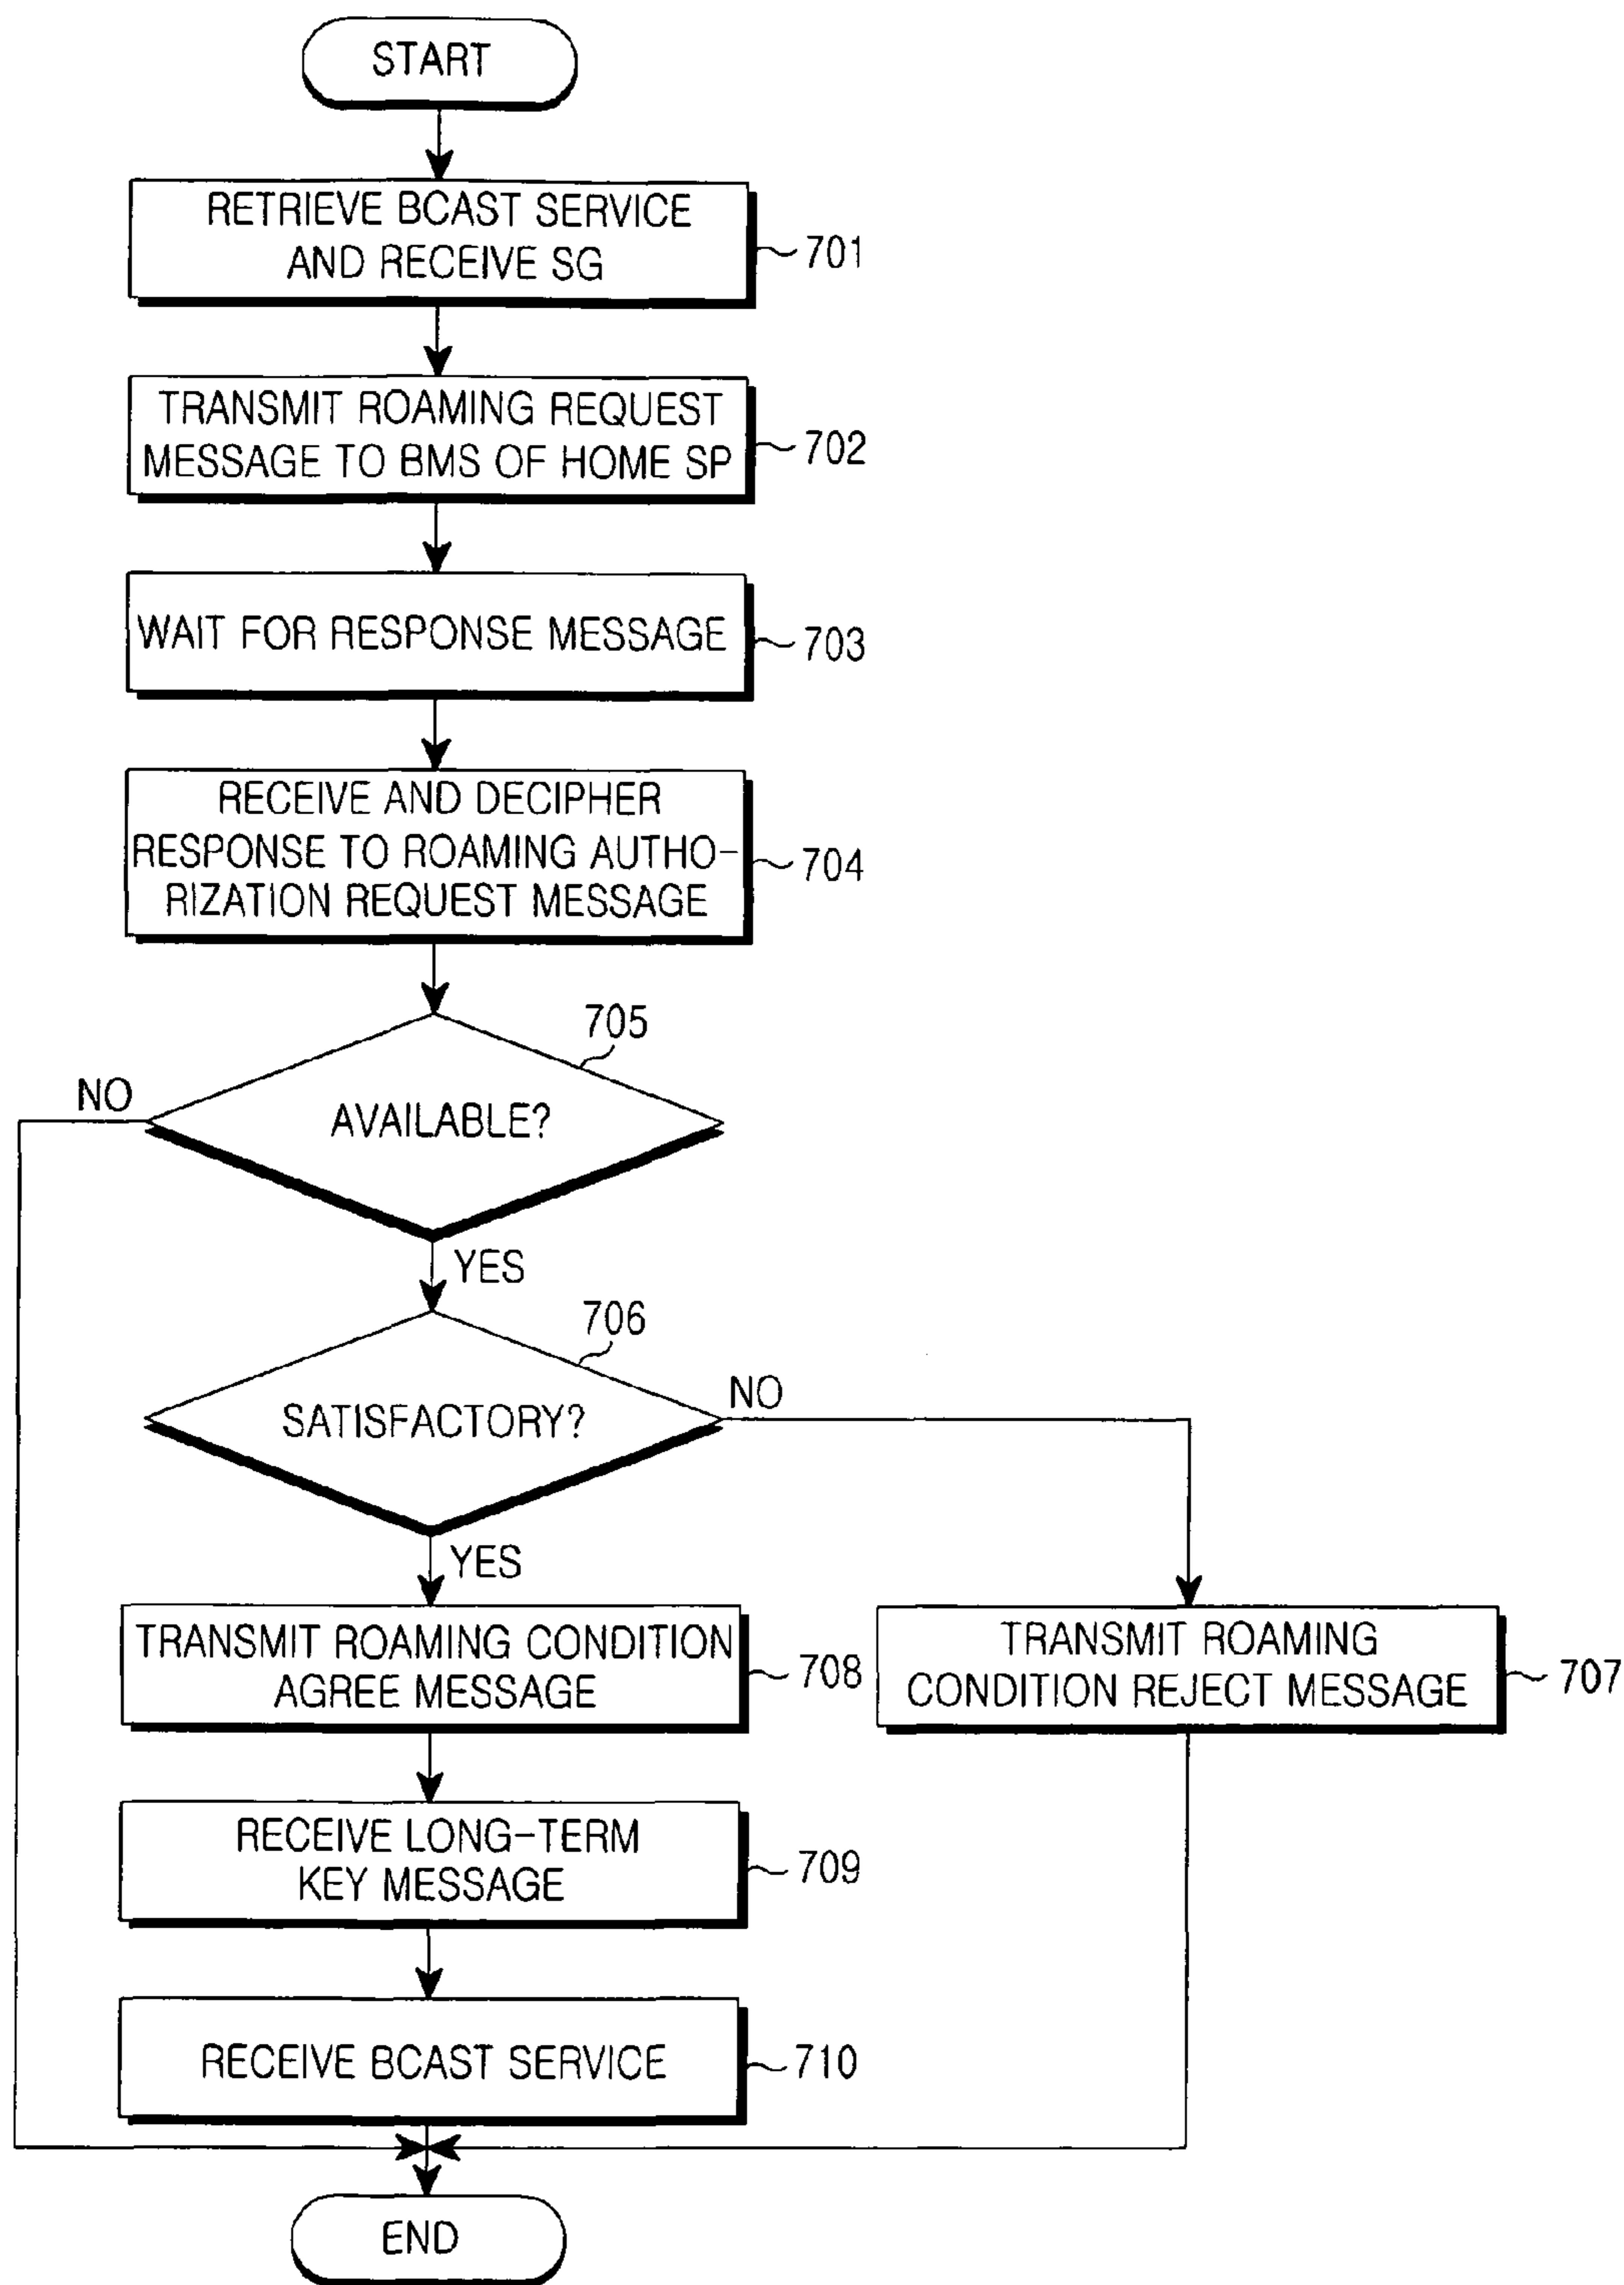 START
RETRIEVE BCAST SERVICE
AND RECEIVE SG
701
TRANSMIT ROAMING REQUEST
MESSAGE TO BMS OF HOME SP
702
WAIT FOR RESPONSE MESSAGE
703
RECEIVE AND DECIPHER
RESPONSE TO ROAMING AUTHO-
RIZATION REQUEST MESSAGE
704
705
NO
AVAILABLE?
YES
706
NO
SATISFACTORY?
YES
TRANSMIT ROAMING CONDITION
AGREE MESSAGE
708
TRANSMIT ROAMING
CONDITION REJECT MESSAGE
707
RECEIVE LONG-TERM
KEY MESSAGE
709
RECEIVE BCAST SERVICE
710
END